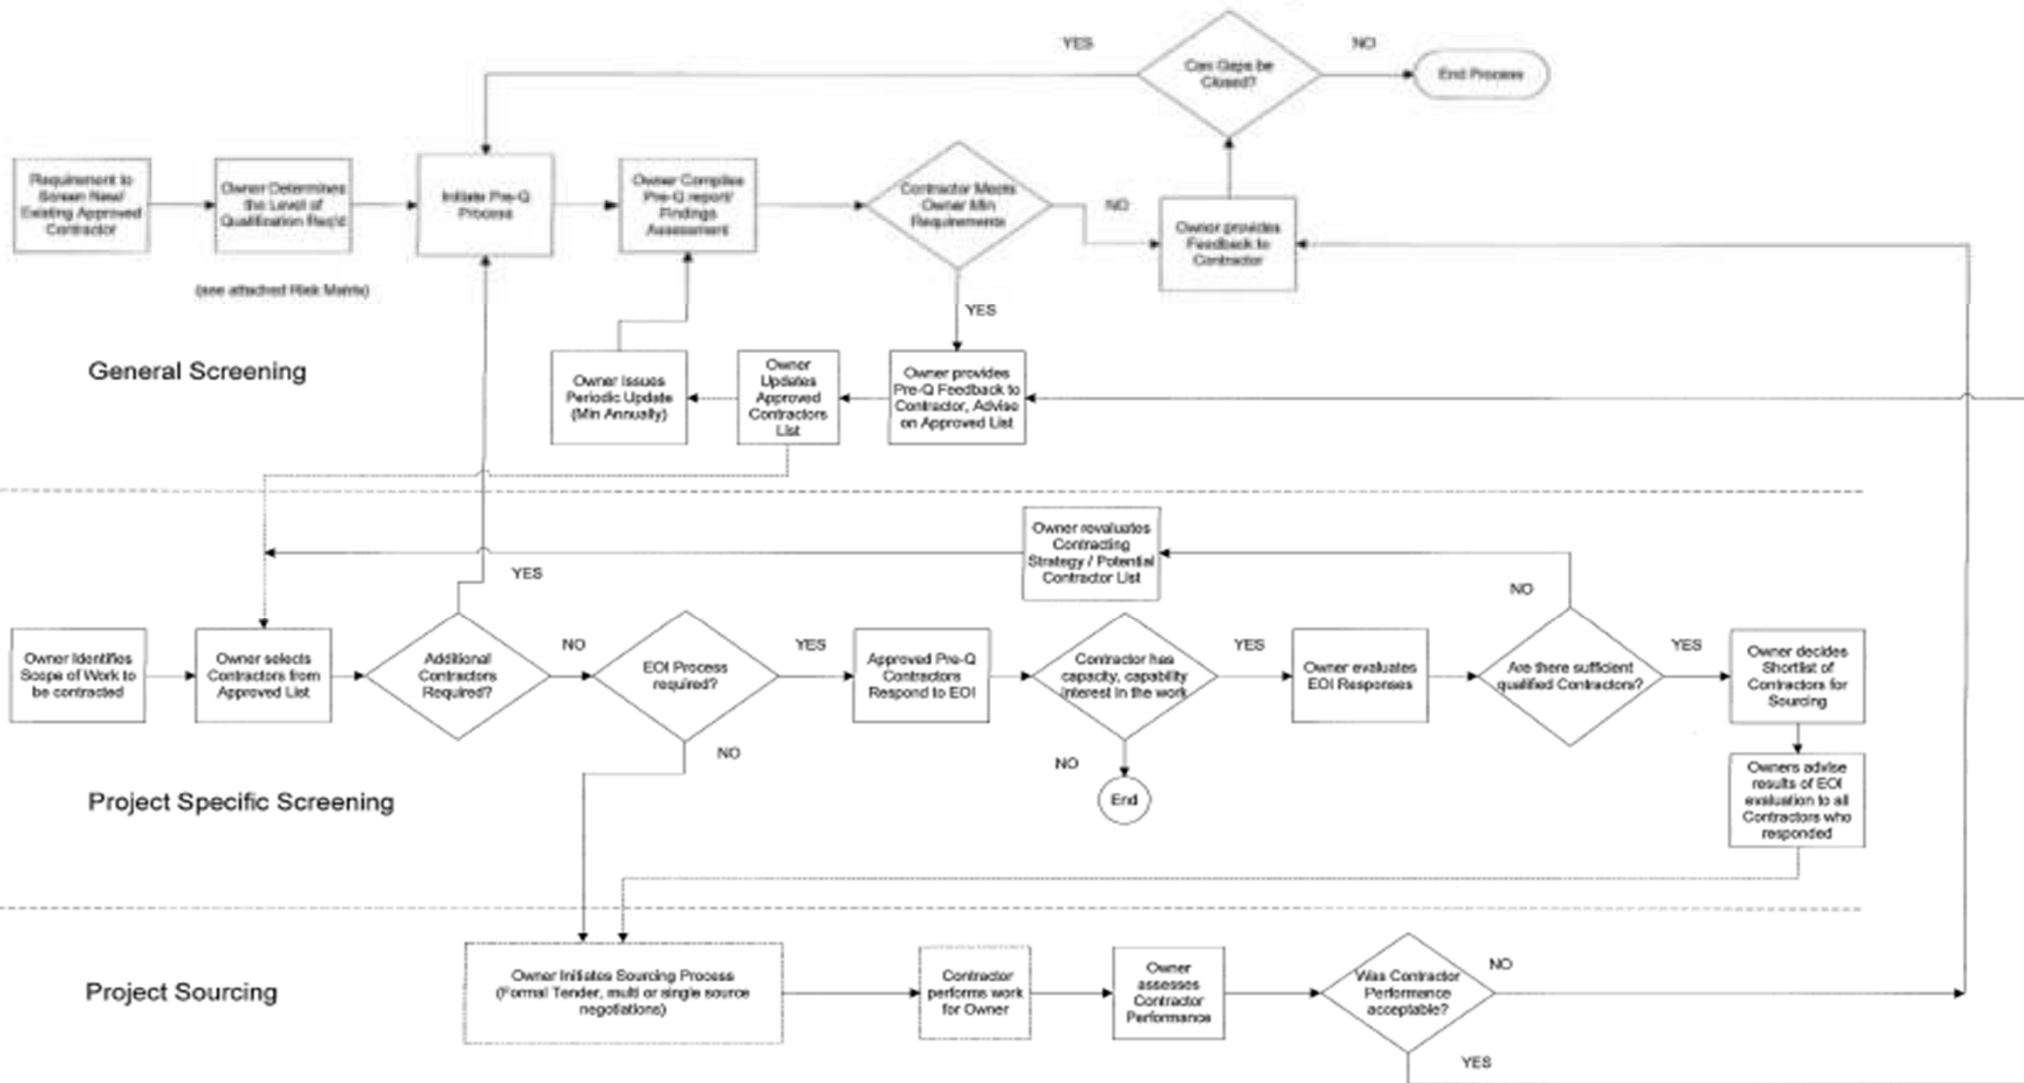 YES
NO
Can Gaps be
Closed?
End Process
Requirement to
Screen New/
Existing Approved
Contractor
Owner Determines
the Level of
Qualification Req'd
Initiate Pre-Q
Process
Owner Compiles
Pre-Q report/
Findings
Assessment
Contractor Meets
Owner Min
Requirements
NO
Owner provides
Feedback to
Contractor
(see attached Risk Matrix)
YES
General Screening
Owner Issues
Periodic Update
(Min Annually)
Owner
Updates
Approved
Contractors
List
Owner provides
Pre-Q Feedback to
Contractor, Advise
on Approved List
Owner revaluates
Contracting
Strategy / Potential
Contractor List
YES
NO
Owner Identifies
Scope of Work to
be contracted
Owner selects
Contractors from
Approved List
Additional
Contractors
Required?
NO
EOI Process
required?
YES
Approved Pre-Q
Contractors
Respond to EOI
Contractor has
capacity, capability
interest in the work
YES
Owner evaluates
EOI Responses
Are there sufficient
qualified Contractors?
YES
Owner decides
Shortlist of
Contractors for
Sourcing
NO
NO
End
Owners advise
results of EOI
evaluation to all
Contractors who
responded
Project Specific Screening
Project Sourcing
Owner Initiates Sourcing Process
(Formal Tender, multi or single source
negotiations)
Contractor
performs work
for Owner
Owner
assesses
Contractor
Performance
Was Contractor
Performance
acceptable?
NO
YES